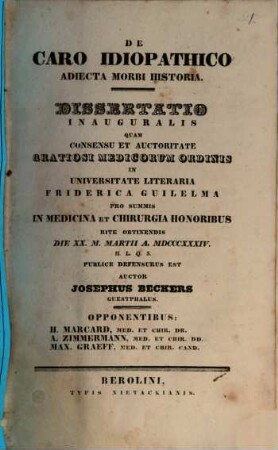 1.
DE
CARO IDIOPATHICO
ADIECTA MORBI HISTORIA.
DISSERTATIO
INAUGURALIS
QUAM
CONSENSU ET AUCTORITATE
GRATIOSI MEDICORUM ORDINIS
IN
UNIVERSITATE LITERARIA
FRIDERICA GUILELMA
PRO SUMMIS
IN MEDICINA ET CHIRURGIA HONORIBUS
RITE OBTINENDIS
DIE XX. M. MARTII A. MDCCCXXXIV.
H. L. Q. S.
PUBLICE DEFENSURUS EST
AUCTOR
JOSEPHUS BECKERS
GUESTPHALUS.
OPPONENTIBUS:
H. MARCARD, MED. ET CHIR. DR.
A. ZIMMERMANN, MED. ET CHIR. DD.
MAX. GRAEFF, MED. ET CHIR. CAND.
BEROLINI,
TYPIS NIETACKIANIS.